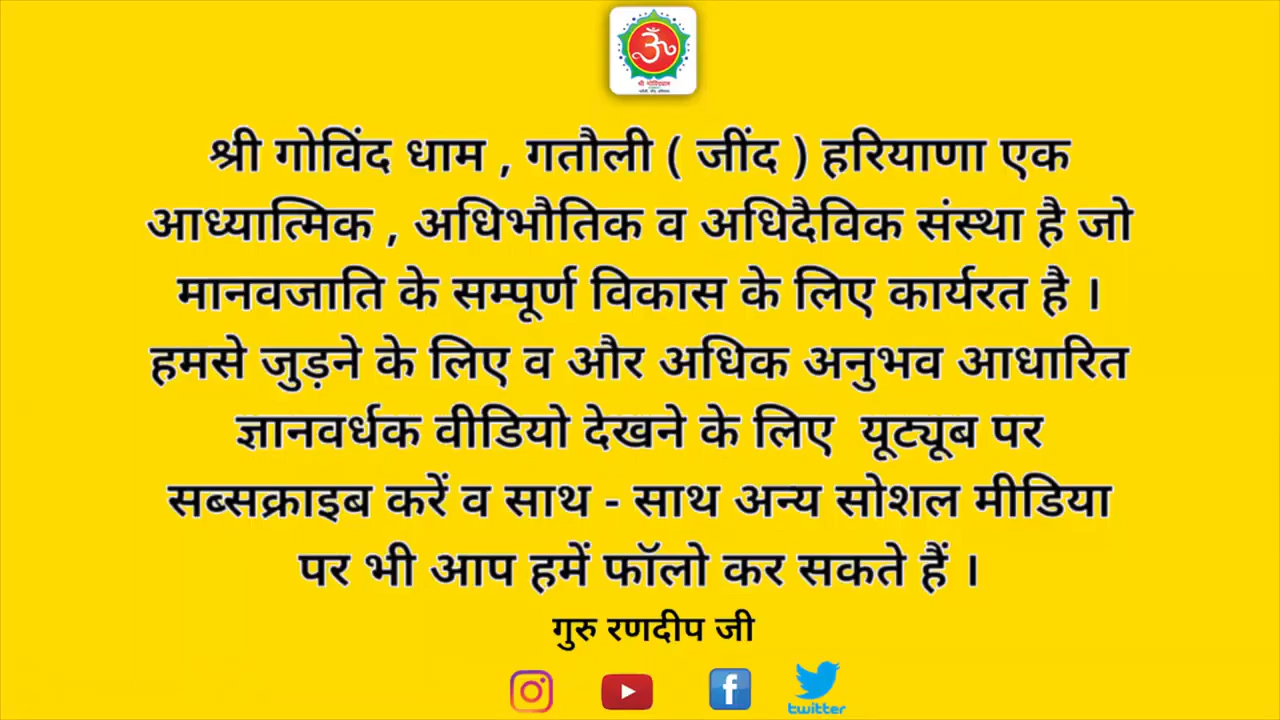 ॐ
श्री गोविंद धाम , गतौली ( जींद ) हरियाणा एक
आध्यात्मिक , अधिभौतिक व अधिदैविक संस्था है जो
मानवजाति के सम्पूर्ण विकास के लिए कार्यरत है ।
हमसे जुड़ने के लिए व और अधिक अनुभव आधारित
ज्ञानवर्धक वीडियो देखने के लिए यूट्यूब पर
सब्सक्राइब करें व साथ - साथ अन्य सोशल मीडिया
पर भी आप हमें फॉलो कर सकते हैं ।
गुरु रणदीप जी
twitter